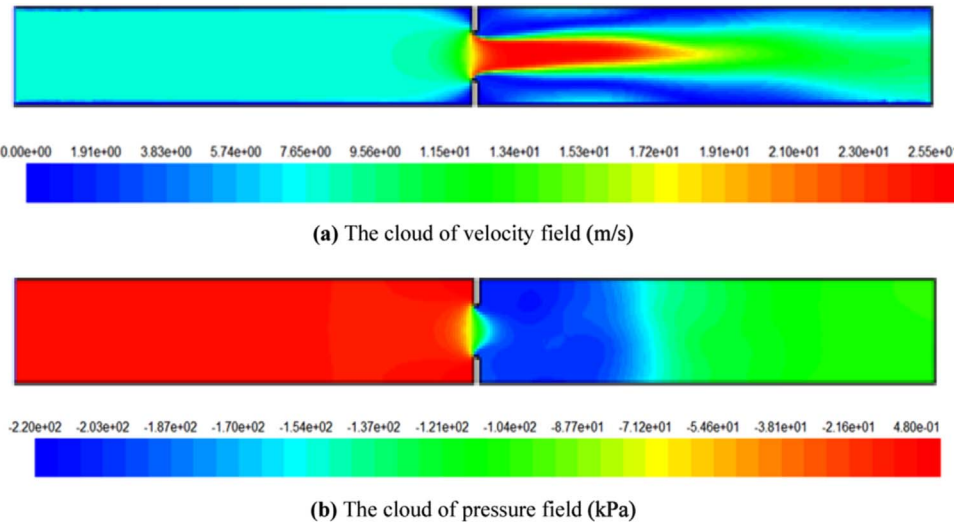 0.00e+00 1.91e+00 3.83e+00 5.74e+00 7.65e+00 9.56e+00 1.15e+01 1.34e+01 1.53e+01 1.72e+01 1.91e+01 2.10e+01 2.30e+01 2.55e+0
(a) The cloud of velocity field (m/s)
-2.20e+02 -2.03e+02 -1.87e+02 -1.70e+02 -1.54e+02 -1.37e+02 -1.21e+02 -1.04e+02 -8.77e+01 -7.12e+01 -5.46e+01 -3.81e+01 -2.16e+01 4.80e-01
(b) The cloud of pressure field (kPa)